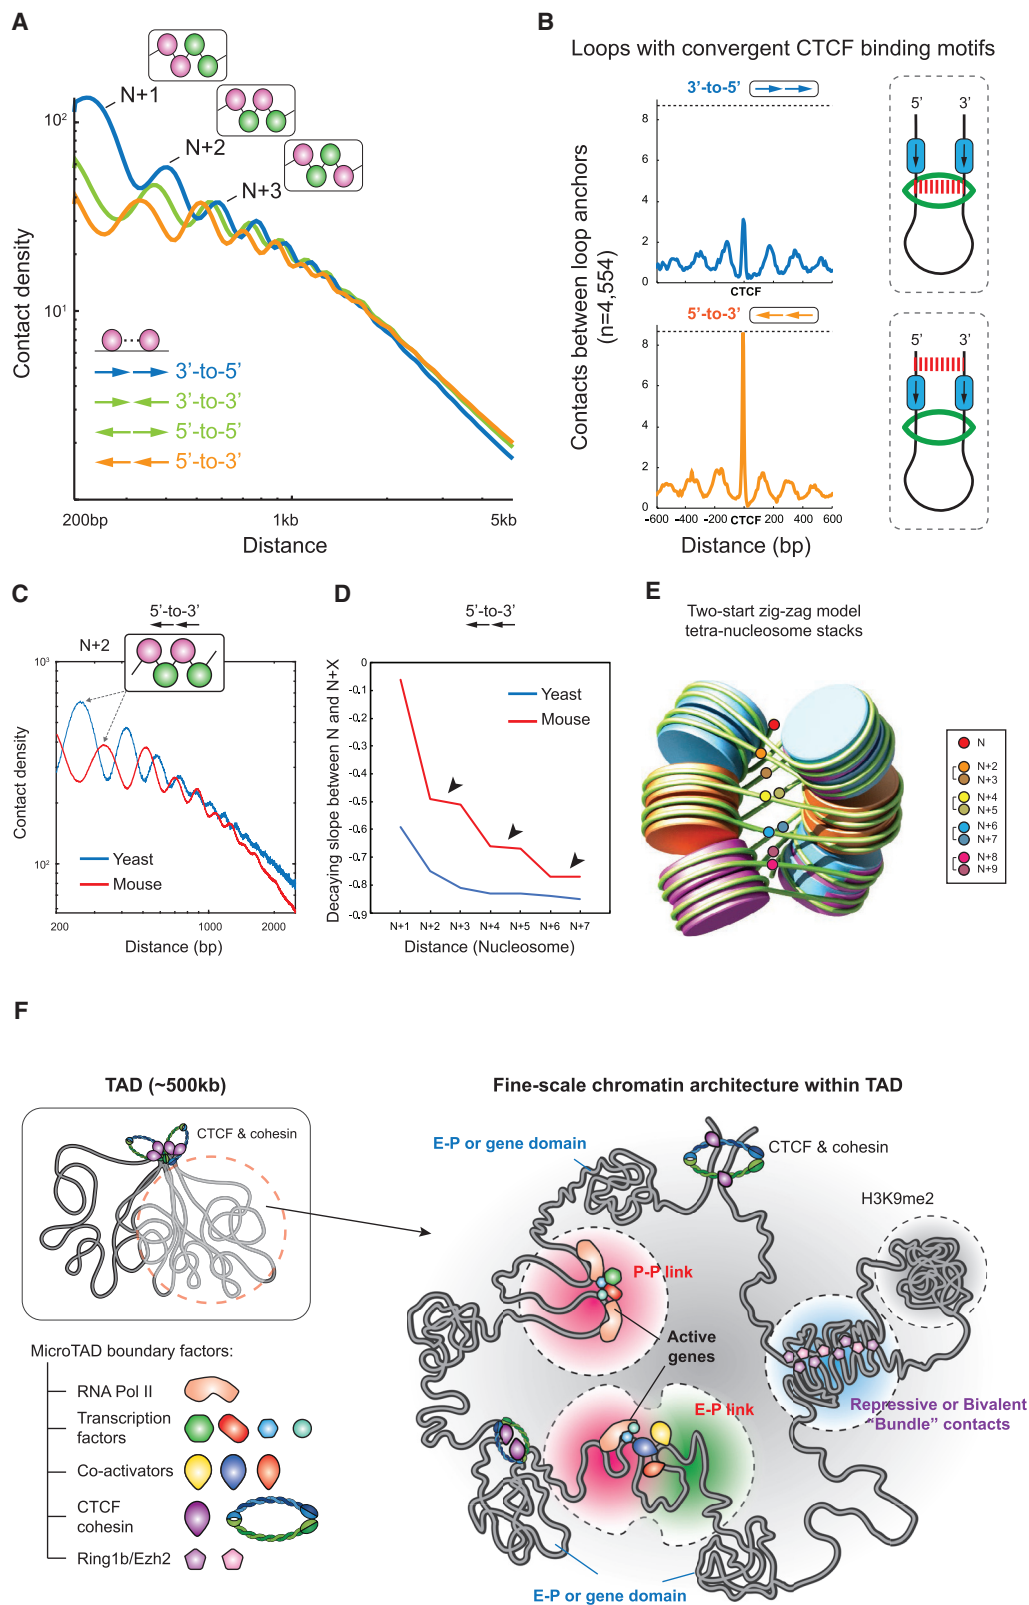 A
N+1
N+2
N+3
10²
10¹
Contact density
3’-to-5’
3’-to-3’
5’-to-5’
5’-to-3’
200bp
1kb
5kb
Distance
B
Loops with convergent CTCF binding motifs
3’-to-5’
8
6
4
2
0
CTCF
5’-to-3’
8
6
4
2
0
-600
-400
-200
CTCF
200
400
600
Distance (bp)
Contacts between loop anchors
(n=4,554)
5’
3’
5’
3’
C
5’-to-3’
N+2
10³
10²
Contact density
Yeast
Mouse
200
1000
2000
Distance (bp)
D
5’-to-3’
0
-0.1
-0.2
-0.3
-0.4
-0.5
-0.6
-0.7
-0.8
-0.9
Decaying slope between N and N+X
Yeast
Mouse
N+1
N+2
N+3
N+4
N+5
N+6
N+7
Distance (Nucleosome)
E
Two-start zig-zag model
tetra-nucleosome stacks
N
N+2
N+3
N+4
N+5
N+6
N+7
N+8
N+9
F
TAD (~500kb)
CTCF & cohesin
MicroTAD boundary factors:
RNA Pol II
Transcription
factors
Co-activators
CTCF
cohesin
Ring1b/Ezh2
Fine-scale chromatin architecture within TAD
E-P or gene domain
CTCF & cohesin
H3K9me2
P-P link
Active
genes
E-P link
Repressive or Bivalent
“Bundle” contacts
E-P or gene domain